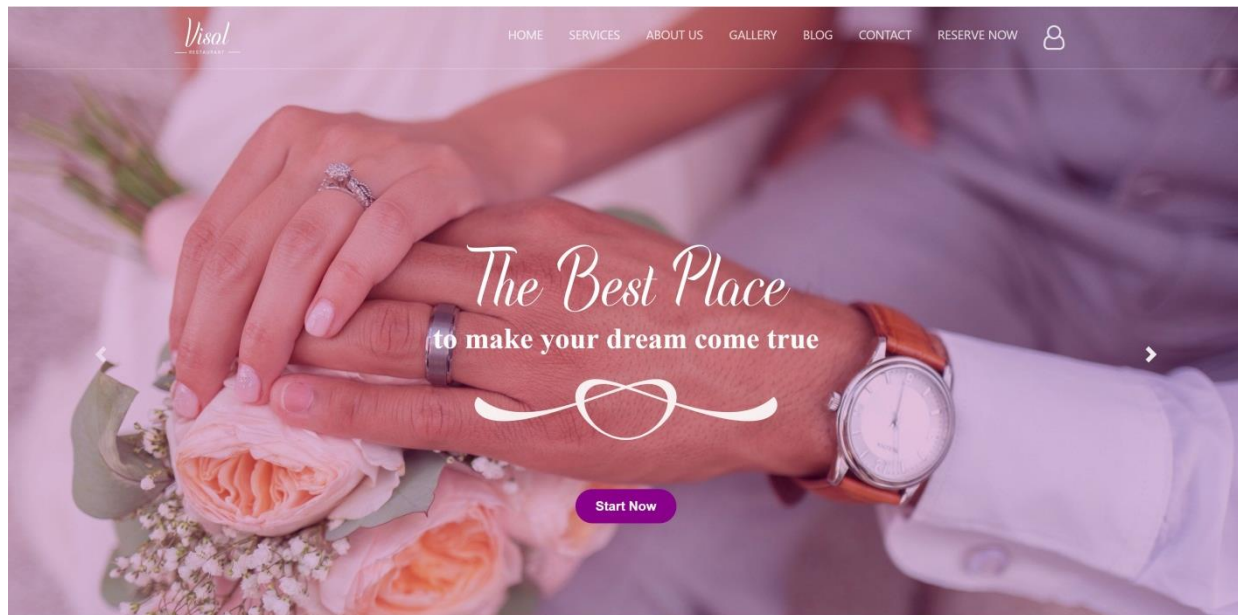 Visal
RESTAURANT
HOME SERVICES ABOUT US GALLERY BLOG CONTACT RESERVE NOW
The Best Place
to make your dream come true
Start Now